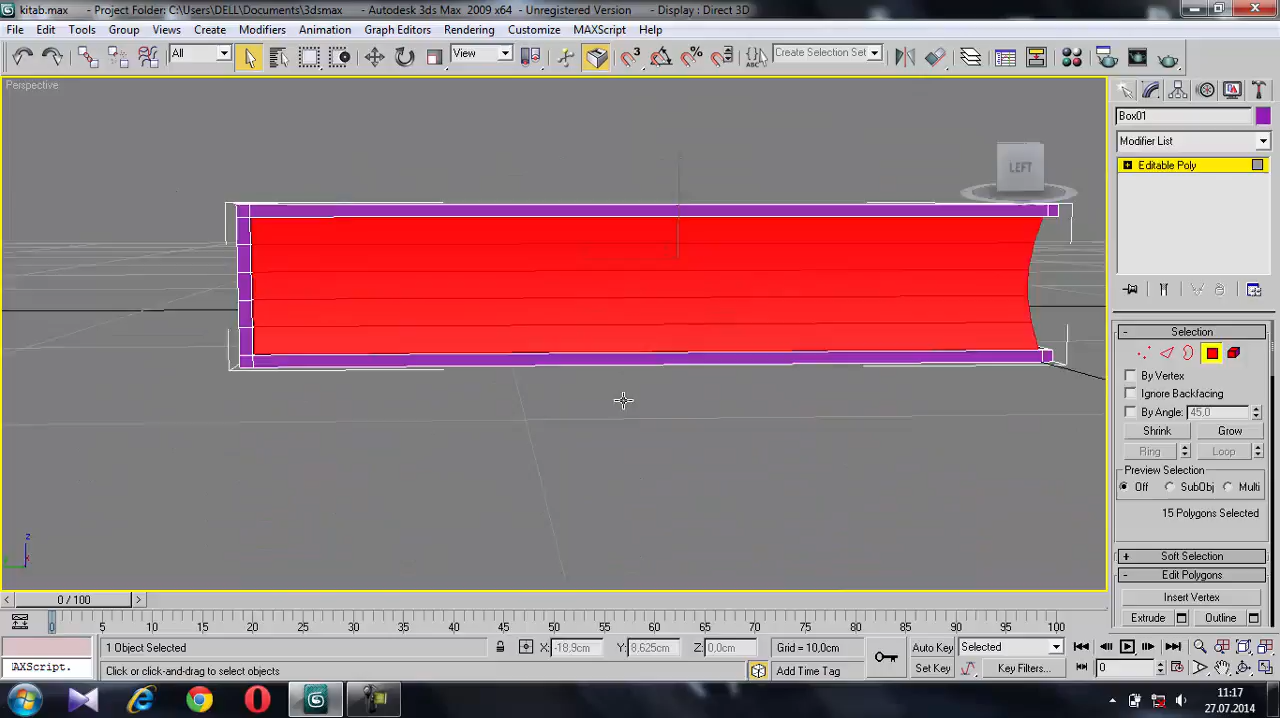 kitab.max - Project Folder: C:\Users\DELL\Documents\3dsmax - Autodesk 3ds Max 2009 x64 - Unregistered Version - Display : Direct 3D
File Edit Tools Group Views Create Modifiers Animation Graph Editors Rendering Customize MAXScript Help
All View Create Selection Set
Perspective
LEFT
Box01
Modifier List
Editable Poly
Selection
By Vertex
Ignore Backfacing
By Angle: 45,0
Shrink Grow
Ring Loop
Preview Selection
Off SubObj Multi
15 Polygons Selected
Soft Selection
Edit Polygons
Insert Vertex
Extrude Outline
z
0 / 100
0 5 10 15 20 25 30 35 40 45 50 55 60 65 70 75 80 85 90 95 100
1 Object Selected X: -18,9cm Y: 8,625cm Z: 0,0cm Grid = 10,0cm Auto Key Selected
AXScript. Click or click-and-drag to select objects Add Time Tag Set Key Key Filters... 0
11:17
27.07.2014